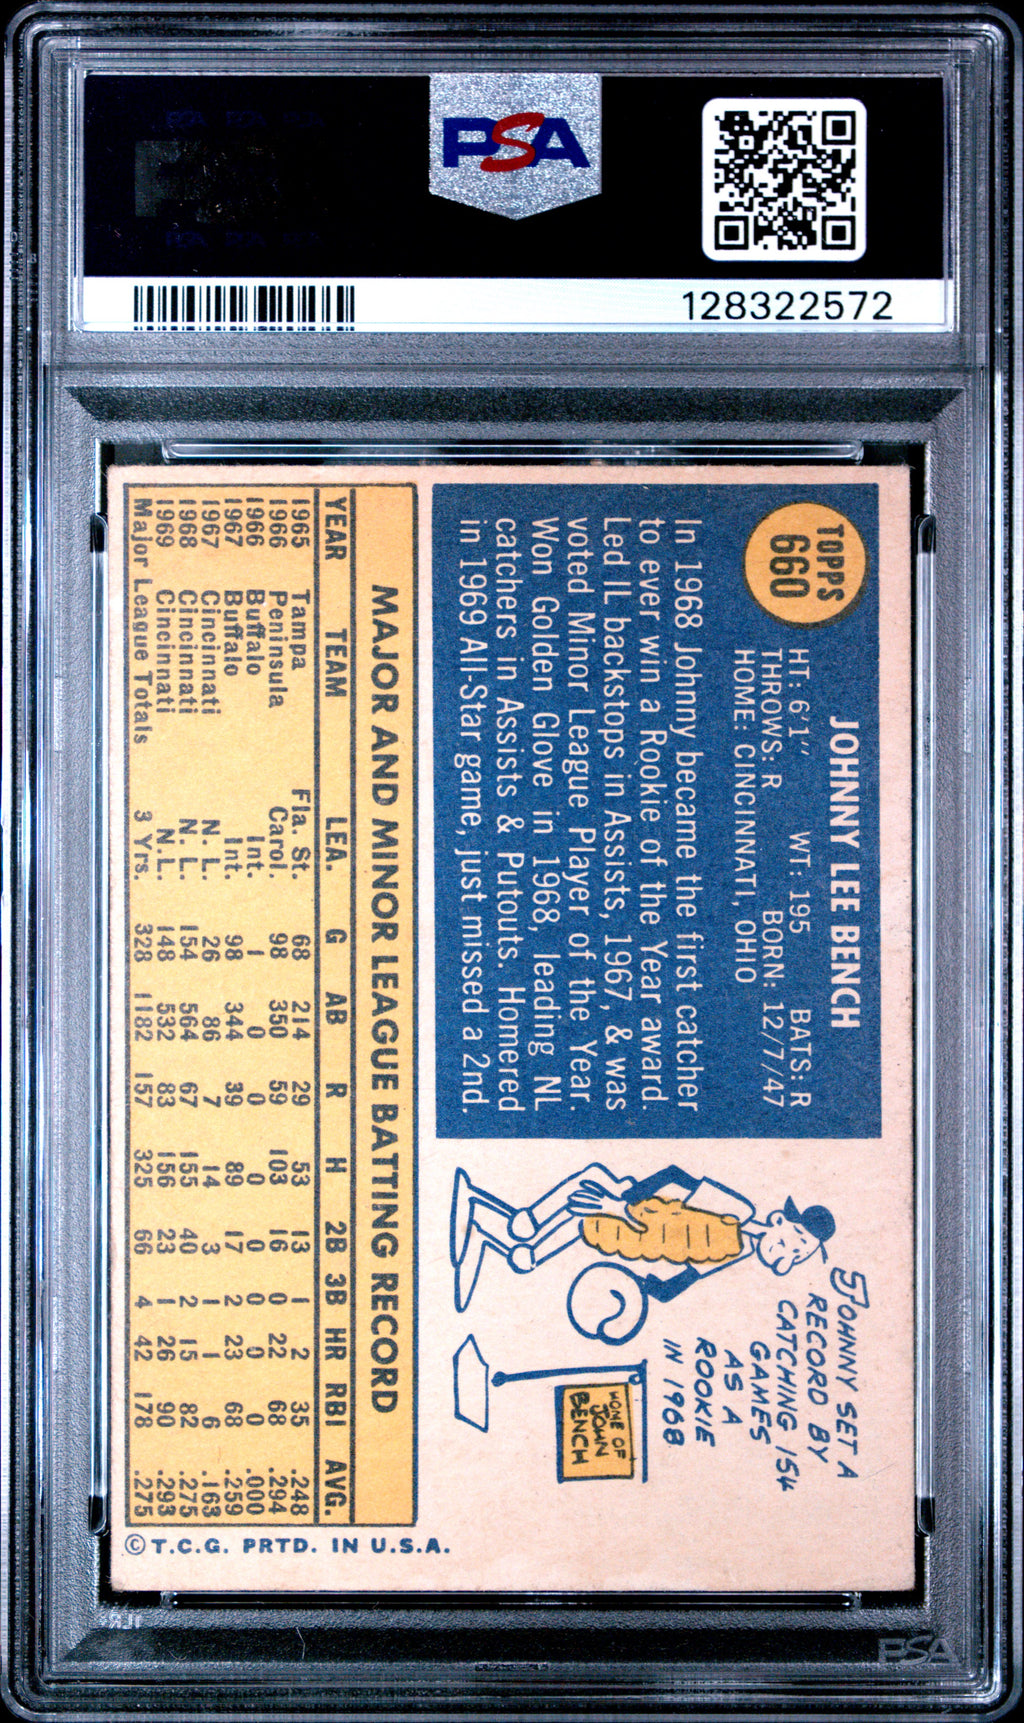 PSA
128322572
TOPPS
660
JOHNNY LEE BENCH
HT: 6'1" WT: 195 BATS: R
THROWS: R BORN: 12/7/47
HOME: CINCINNATI, OHIO
In 1968 Johnny became the first catcher
to ever win a Rookie of the Year award.
Led IL backstops in Assists, 1967, & was
voted Minor League Player of the Year.
Won Golden Glove in 1968, leading NL
catchers in Assists & Putouts. Homered
in 1969 All-Star game, just missed a 2nd.
JOHNNY SET A
RECORD BY
CATCHING 154
GAMES
AS A
ROOKIE
IN 1968
HOME OF
JOHN
BENCH
MAJOR AND MINOR LEAGUE BATTING RECORD
YEAR TEAM LEA. G AB R H 2B 3B HR RBI AVG.
1965 Tampa Fla. St. 68 214 29 53 13 1 2 35 .248
1966 Peninsula Carol. 98 350 59 103 16 0 22 68 .294
1966 Buffalo Int. 1 0 0 0 0 0 0 0 .000
1967 Buffalo Int. 98 344 39 89 17 2 23 68 .259
1967 Cincinnati N. L. 26 86 7 14 3 1 1 6 .163
1968 Cincinnati N. L. 154 564 67 155 40 2 15 82 .275
1969 Cincinnati N. L. 148 532 83 156 23 1 26 90 .293
Major League Totals 3 Yrs. 328 1182 157 325 66 4 42 178 .275
© T.C.G. PRTD. IN U.S.A.
PSA